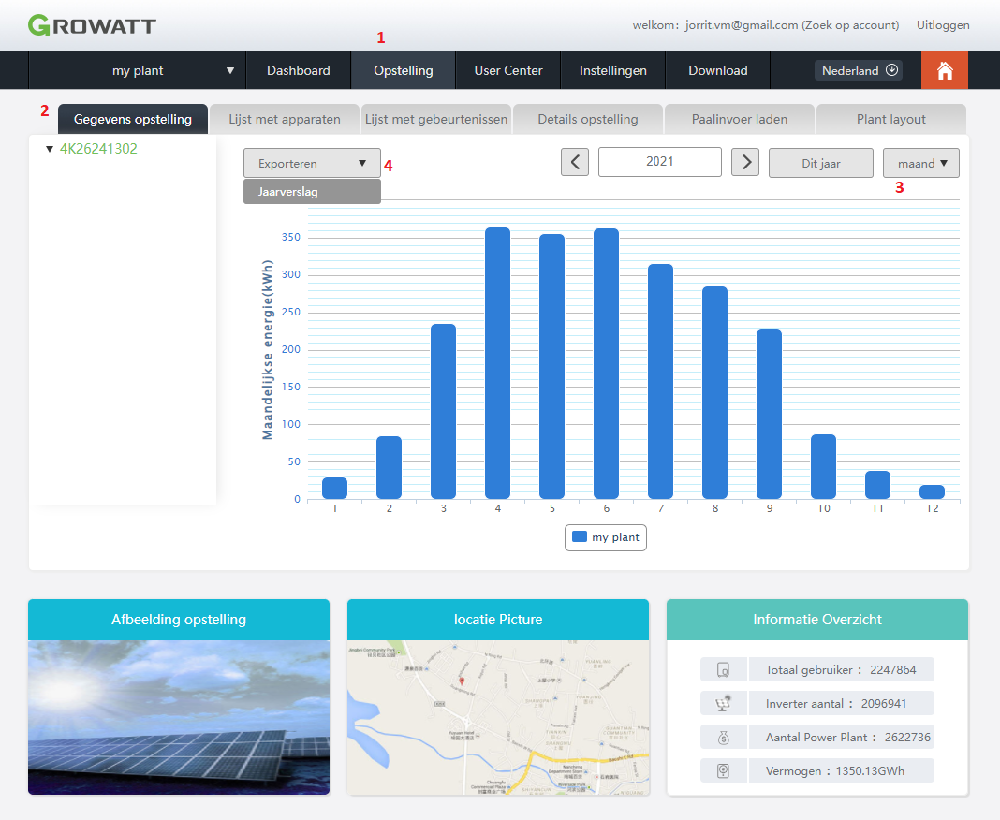 GROWATT
welkom: jorrit.vm@gmail.com (Zoek op account) Uitloggen
1
my plant ▼ Dashboard Opstelling User Center Instellingen Download Nederland
2
Gegevens opstelling Lijst met apparaten Lijst met gebeurtenissen Details opstelling Paalinvoer laden Plant layout
▼ 4K26241302
Exporteren ▼ 4 < 2021 > Dit jaar maand ▼
Jaarverslag
3
Maandelijkse energie(kWh)
350
300
250
200
150
100
50
0
1 2 3 4 5 6 7 8 9 10 11 12
my plant
Afbeelding opstelling
locatie Picture
Informatie Overzicht
Totaal gebruiker : 2247864
Inverter aantal : 2096941
Aantal Power Plant : 2622736
Vermogen : 1350.13GWh